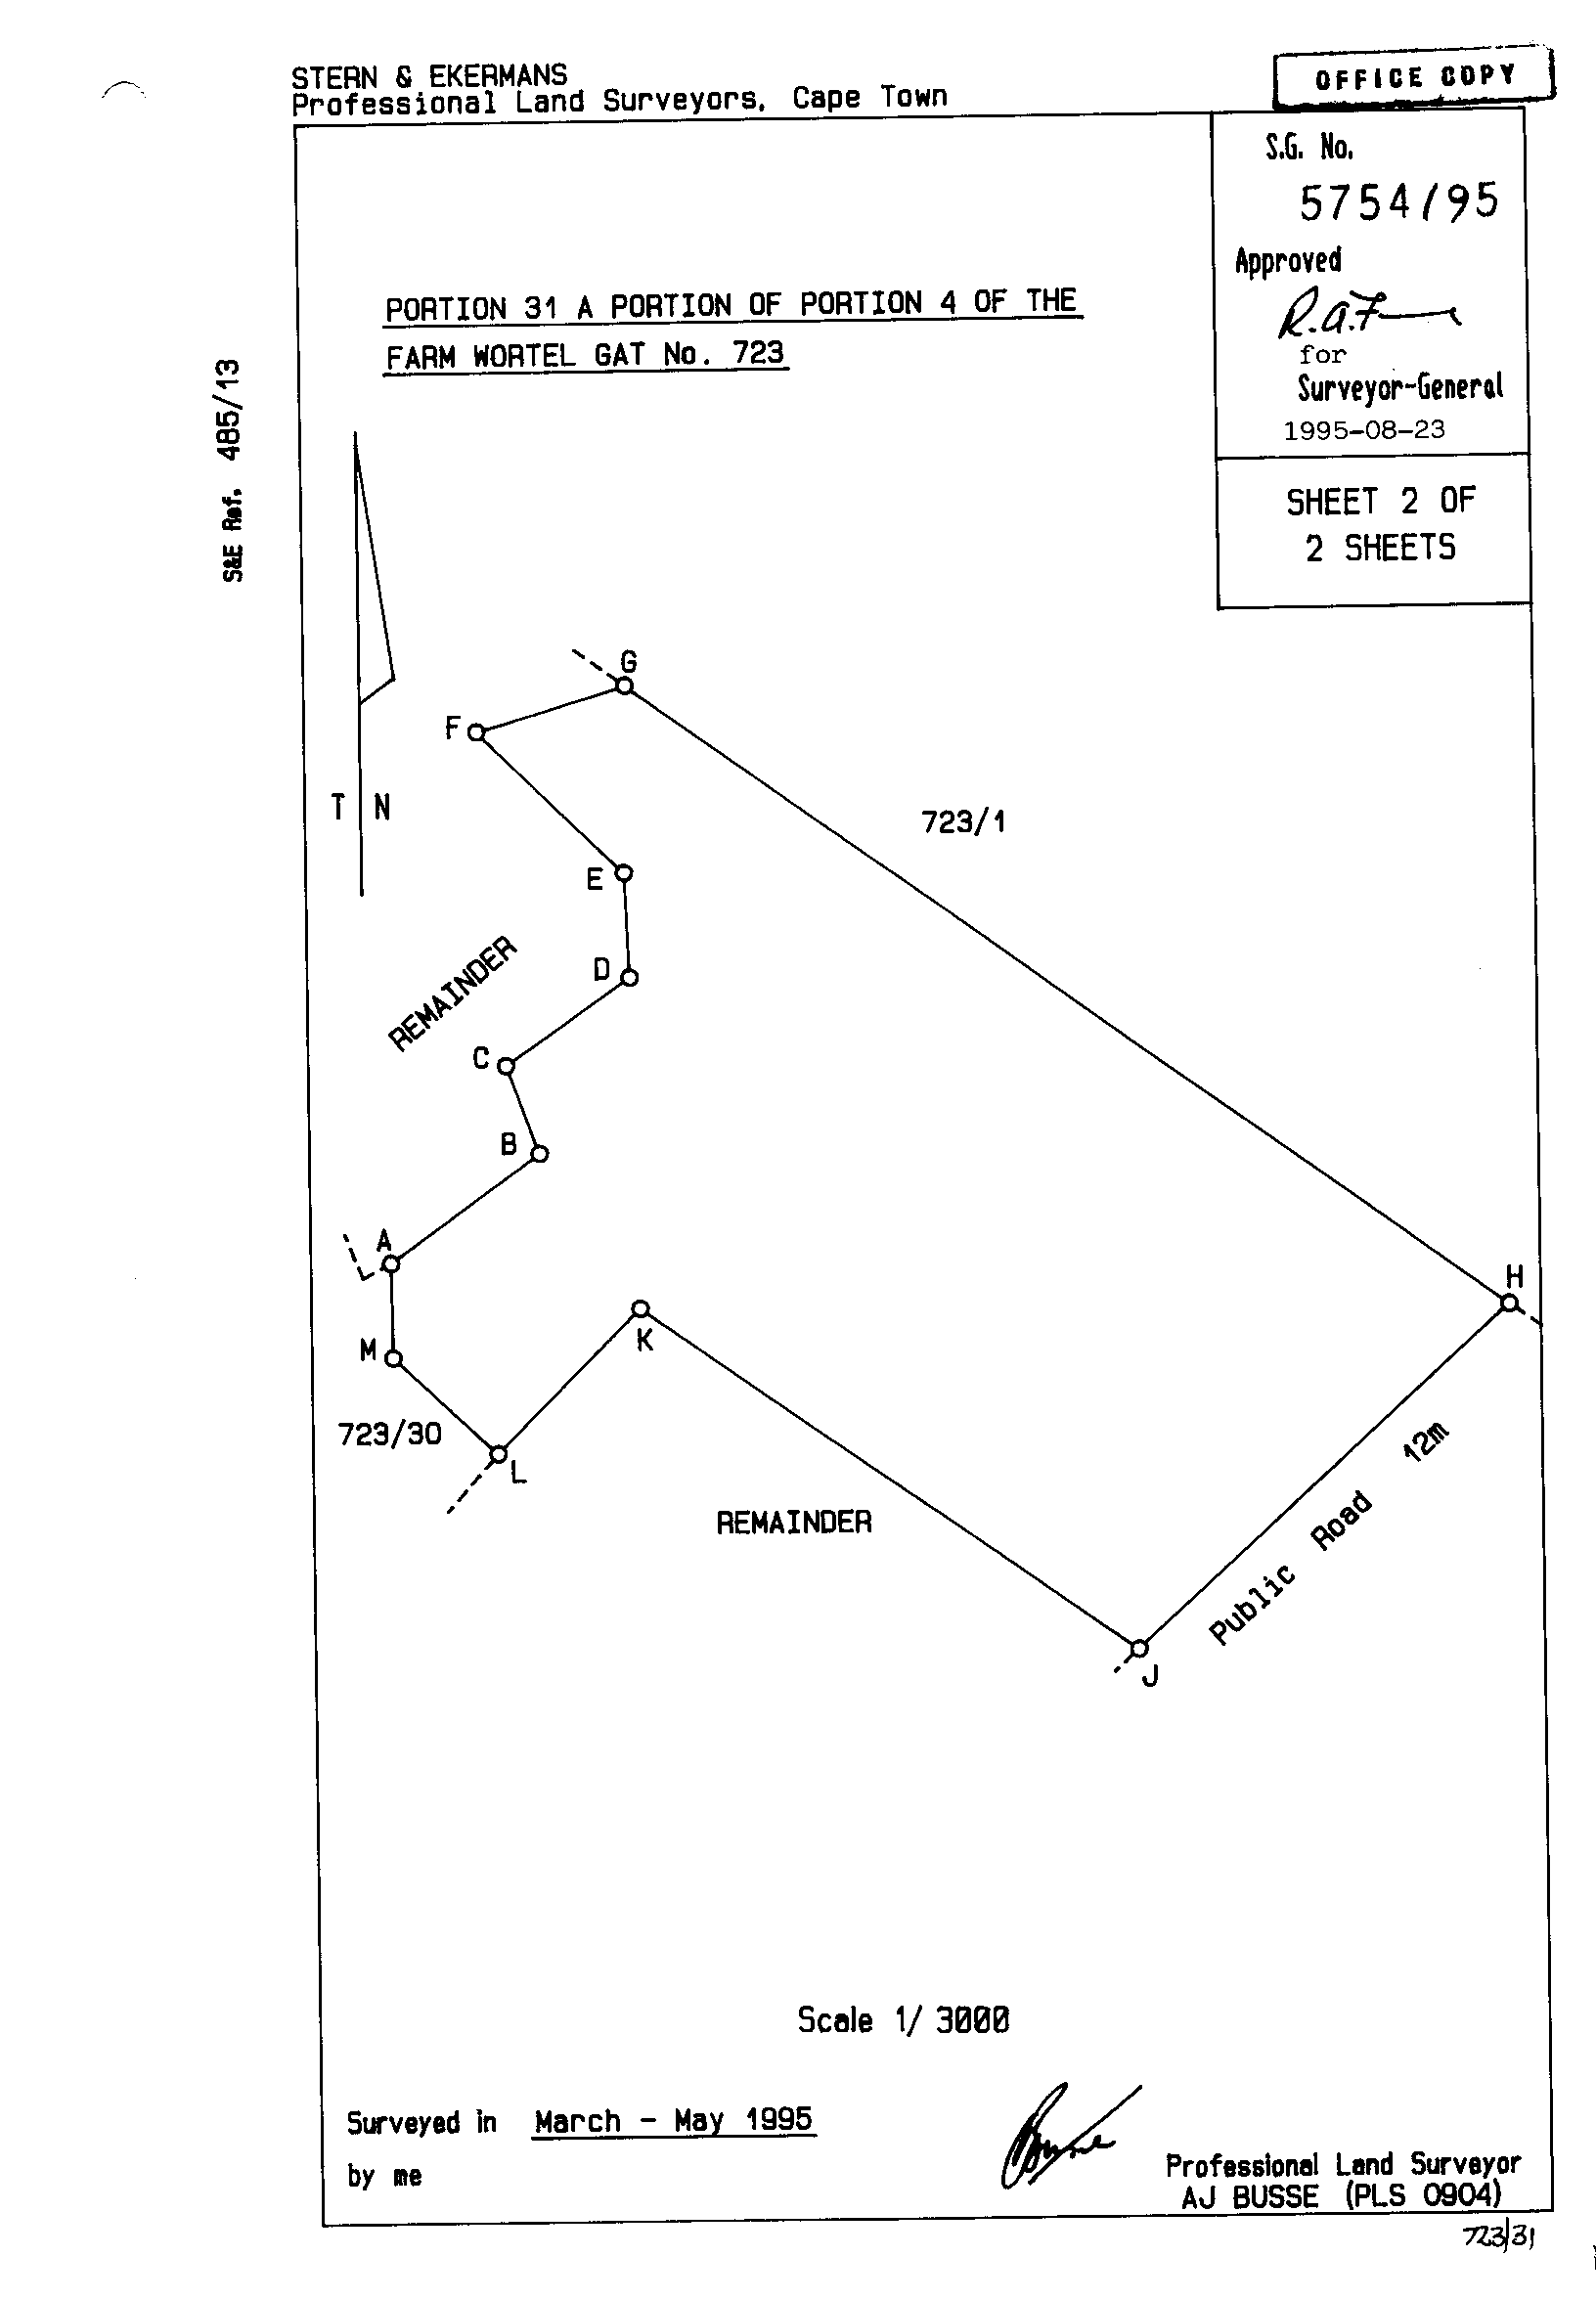 STERN & EKERMANS
Professional Land Surveyors, Cape Town
OFFICE COPY
S.G. No.
5754/95
Approved
for
Surveyor-General
1995-08-23
SHEET 2 OF
2 SHEETS
PORTION 31 A PORTION OF PORTION 4 OF THE
FARM WORTEL GAT No. 723
S&E Ref. 485/13
G
F
T N
723/1
E
D
REMAINDER
C
B
A
H
K
M
723/30
L
12m
Public Road
REMAINDER
J
Scale 1/ 3000
Surveyed in March - May 1995
by me
Busse
Professional Land Surveyor
AJ BUSSE (PLS 0904)
723/31